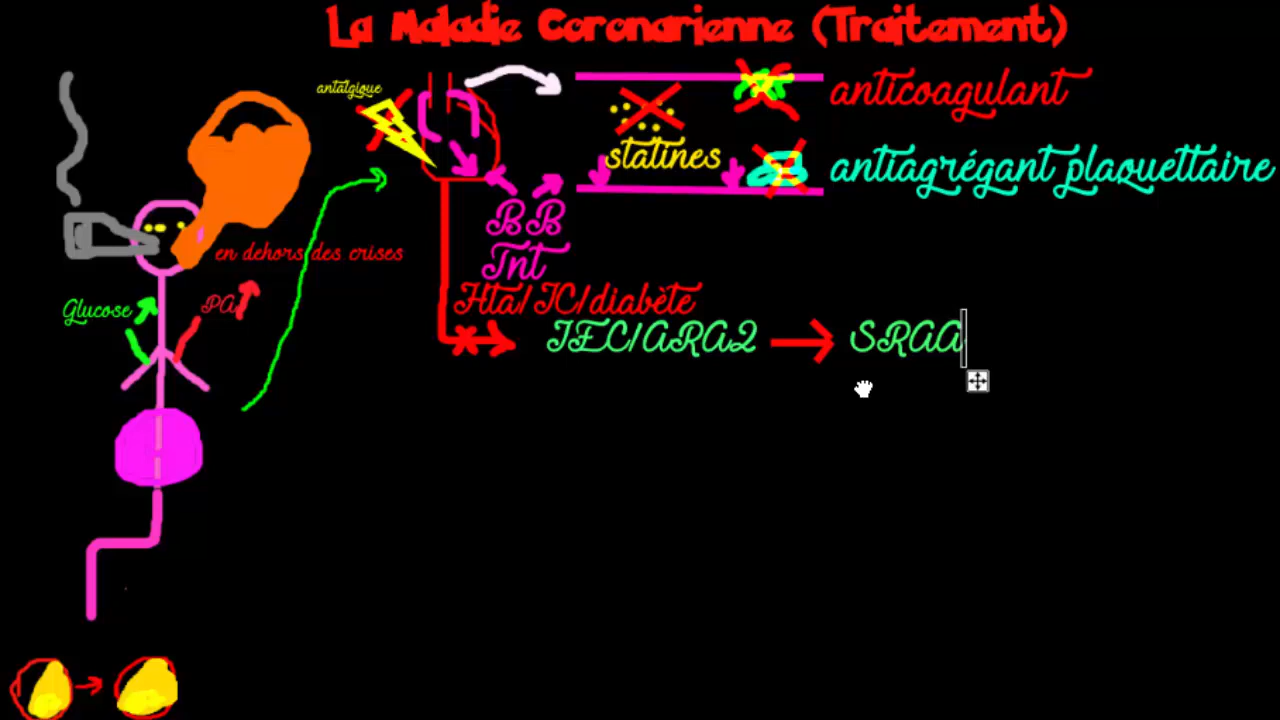 La Maladie Coronarienne (Traitement)
antalgique
anticoagulant
statines
antiagrégant plaquettaire
BB
Tnt
en dehors des crises
Glucose
PA
Hta/IC/diabète
IEC/ARA2
SRAA